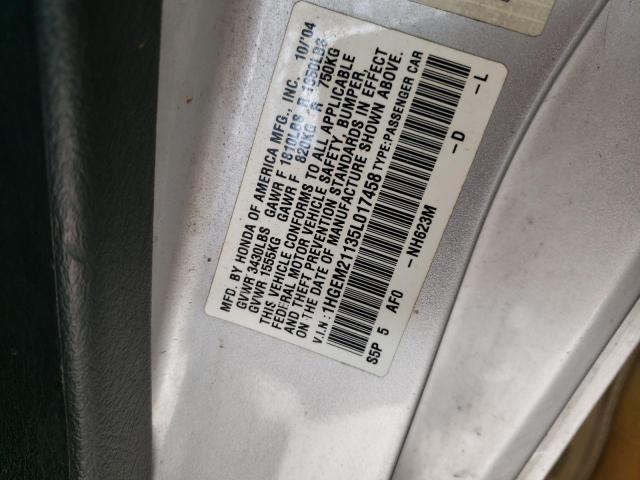 MFD. BY HONDA OF AMERICA MFG., INC. 10/'04
GVWR 3430LBS GAWR F 1810LBS R 1650LBS
GVWR 1555KG GAWR F 820KG R 750KG
THIS VEHICLE CONFORMS TO ALL APPLICABLE
FEDERAL MOTOR VEHICLE SAFETY, BUMPER,
AND THEFT PREVENTION STANDARDS IN EFFECT
ON THE DATE OF MANUFACTURE SHOWN ABOVE.
V.I.N.: 1HGEM21135L017458 TYPE: PASSENGER CAR
S5P 5 AF0 -NH623M -D -L